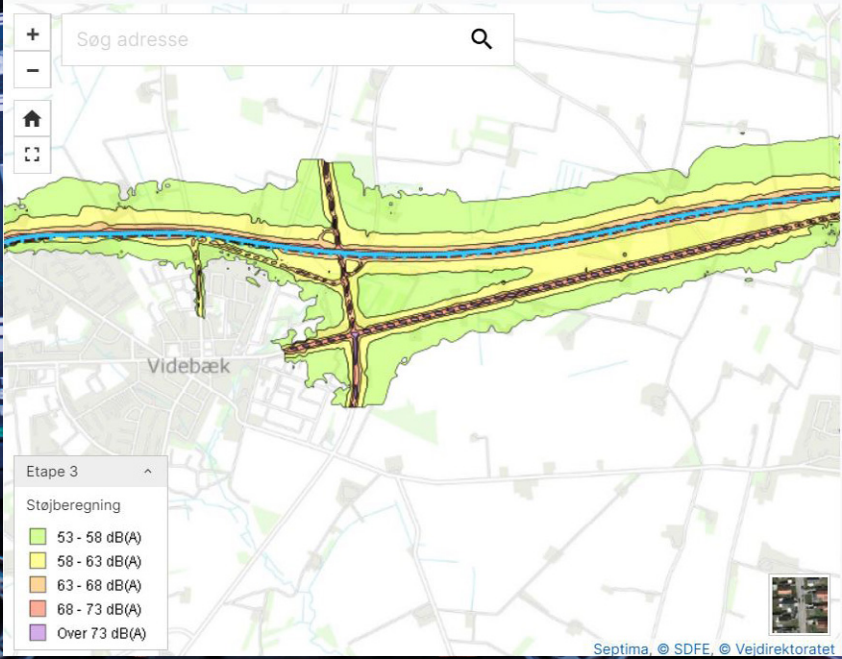 +
Søg adresse
−
Videbæk
Etape 3
Støjberegning
53 - 58 dB(A)
58 - 63 dB(A)
63 - 68 dB(A)
68 - 73 dB(A)
Over 73 dB(A)
Septima, © SDFE, © Vejdirektoratet